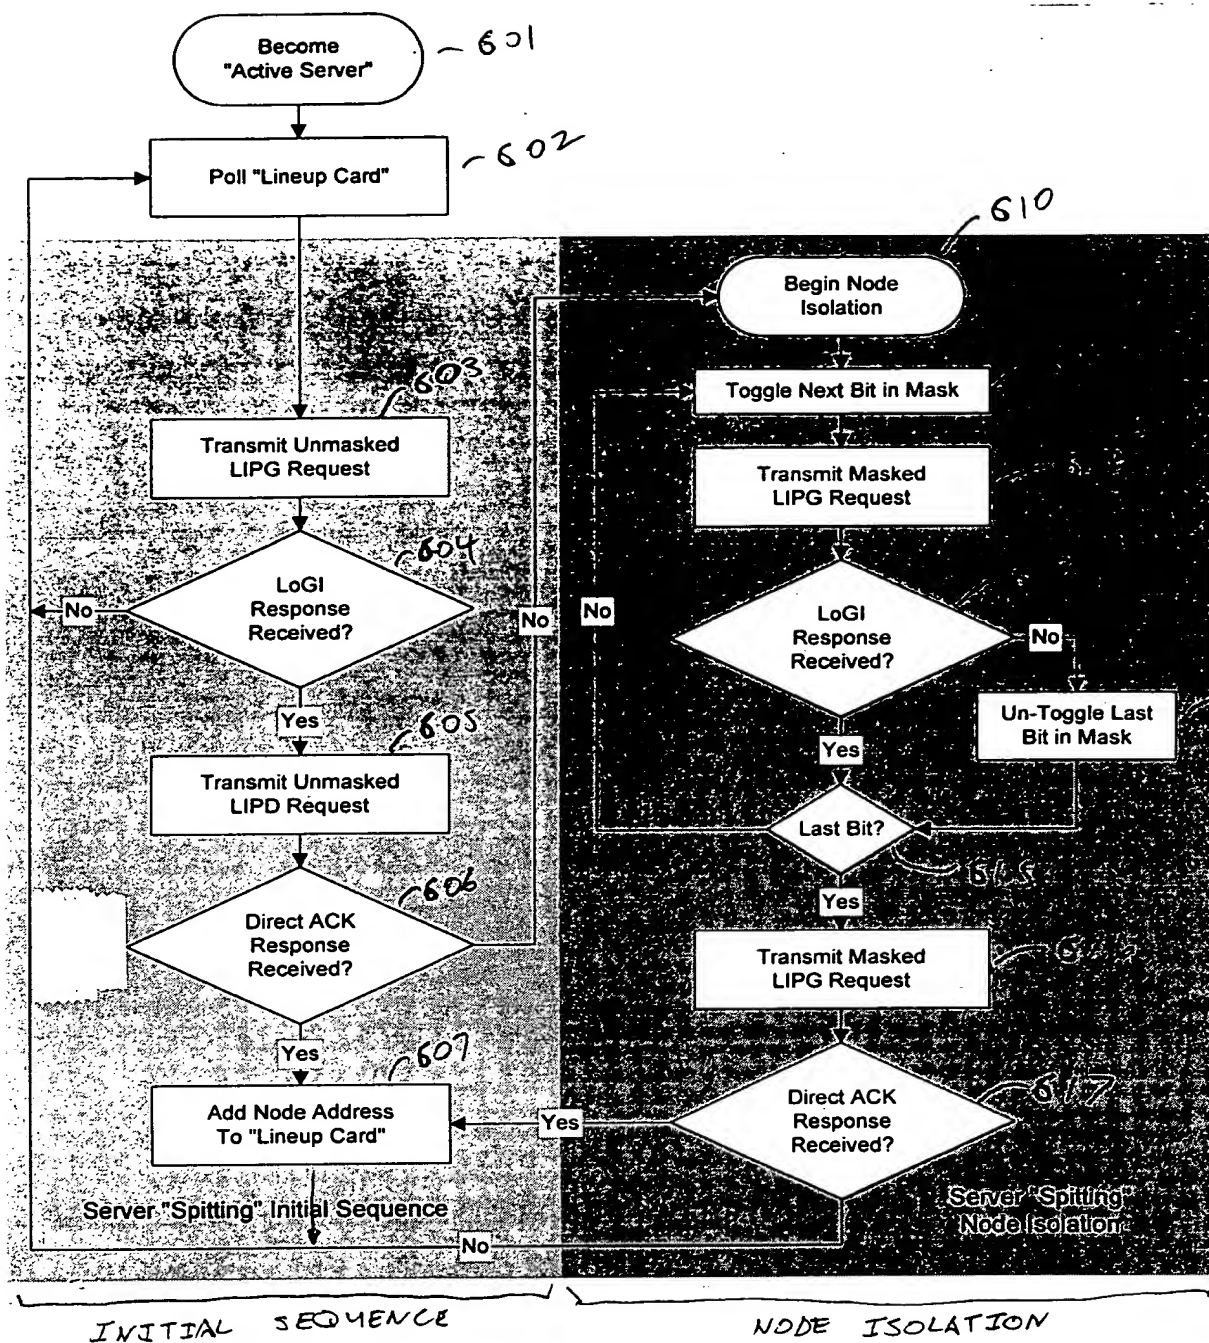 Become
"Active Server"
601
Poll "Lineup Card"
602
610
Begin Node
Isolation
603
Transmit Unmasked
LIPG Request
Toggle Next Bit in Mask
Transmit Masked
LIPG Request
604
LoGI
Response
Received?
No
No
No
LoGI
Response
Received?
No
Yes
605
Transmit Unmasked
LIPD Request
Un-Toggle Last
Bit in Mask
Yes
Last Bit?
615
606
Direct ACK
Response
Received?
Yes
Transmit Masked
LIPG Request
Yes
607
Add Node Address
To "Lineup Card"
Yes
Direct ACK
Response
Received?
617
Server "Spitting" Initial Sequence
Server "Spitting"
Node Isolation
No
INITIAL SEQUENCE
NODE ISOLATION